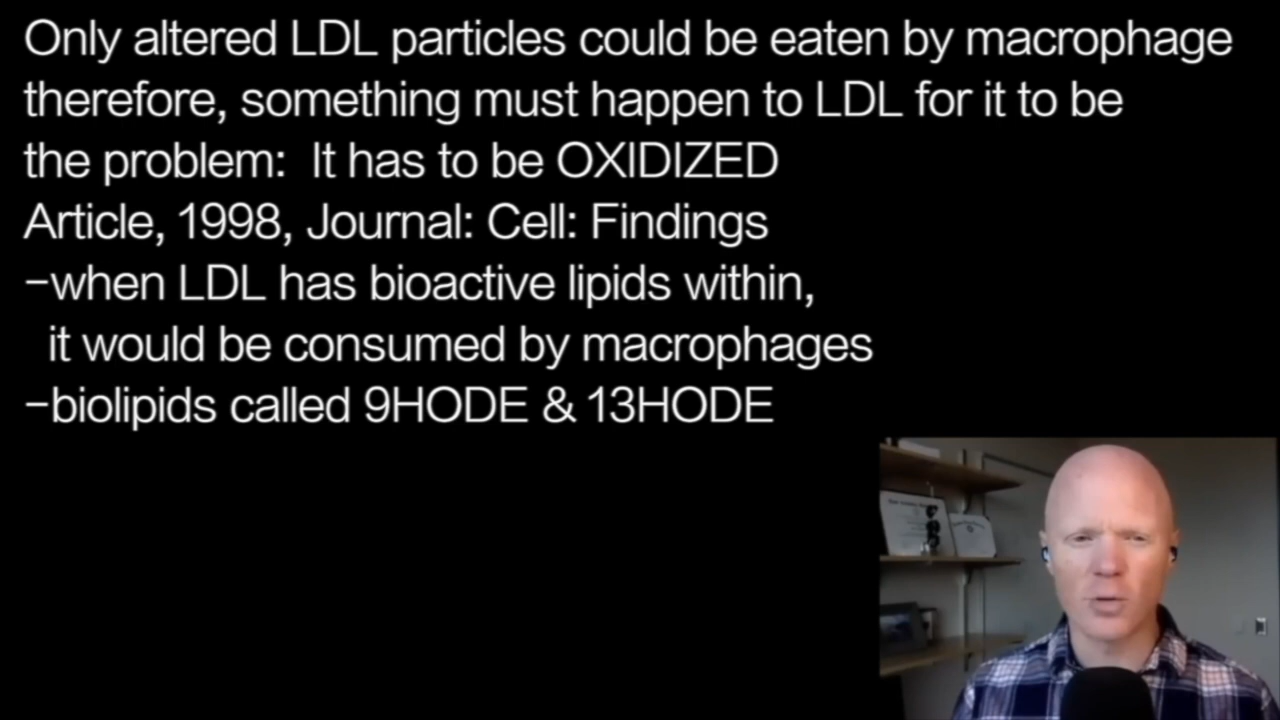 Only altered LDL particles could be eaten by macrophage
therefore, something must happen to LDL for it to be
the problem:  It has to be OXIDIZED
Article, 1998, Journal: Cell: Findings
−when LDL has bioactive lipids within,
it would be consumed by macrophages
−biolipids called 9HODE & 13HODE